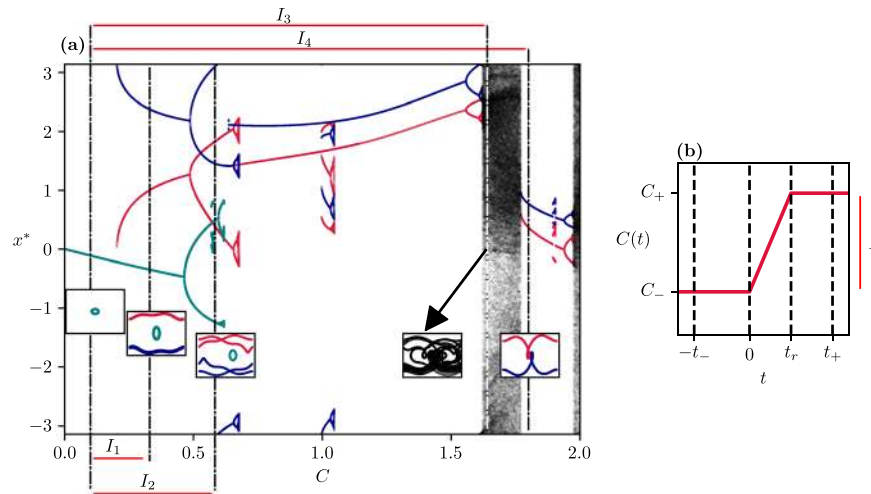 I₃
I₄
(a)
3
2
1
x*
0
−1
−2
−3
0.0
0.5
1.0
1.5
2.0
C
I₁
I₂
(b)
C₊
C(t)
C₋
−t₋
0
tᵣ
t₊
t